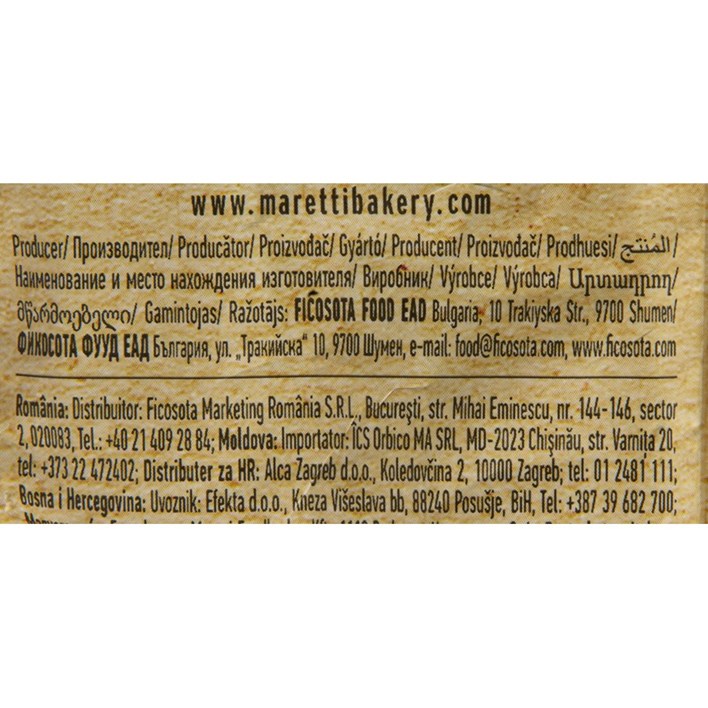 www.marettibakery.com
Producer/ Производител/ Producător/ Proizvođač/ Gyártó/ Producent/ Proizvođač/ Prodhuesi/ المُنتج/
Наименование и место нахождения изготовителя/ Виробник/ Výrobce/ Výrobca/ Արտադրող/
მწარმოებელი/ Gamintojas/ Ražotājs: FICOSOTA FOOD EAD Bulgaria, 10 Trakiyska Str., 9700 Shumen/
ФИКОСОТА ФУУД ЕАД България, ул. „Тракийска" 10, 9700 Шумен, e-mail: food@ficosota.com, www.ficosota.com
România: Distribuitor: Ficosota Marketing România S.R.L., Bucureşti, str. Mihai Eminescu, nr. 144-146, sector
2, 020083, Tel.: +40 21 409 28 84; Moldova: Importator: ÎCS Orbico MA SRL, MD-2023 Chişinău, str. Varniţa 20,
tel: +373 22 472402; Distributer za HR: Alca Zagreb d.o.o., Koledovčina 2, 10000 Zagreb; tel: 01 2481 111;
Bosna i Hercegovina: Uvoznik: Efekta d.o.o., Kneza Višeslava bb, 88240 Posušje, BiH, Tel: +387 39 682 700;